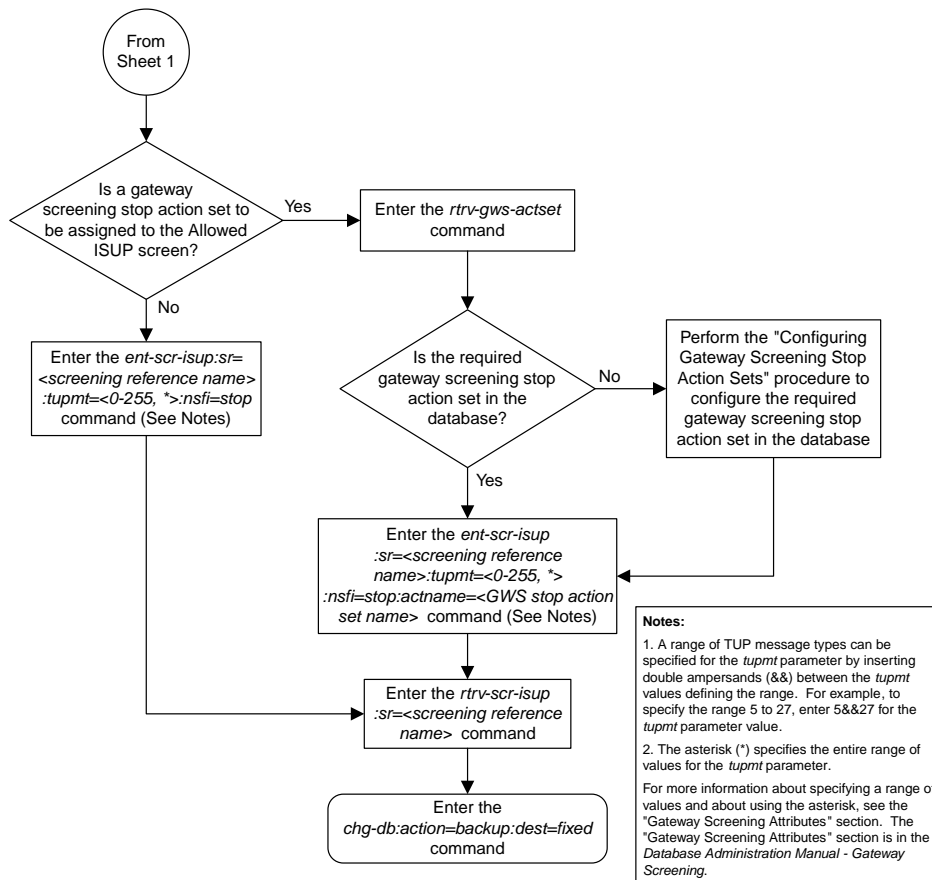 From
Sheet 1
Is a gateway
screening stop action set to
be assigned to the Allowed
ISUP screen?
Yes
Enter the rtrv-gws-actset
command
No
Enter the ent-scr-isup:sr=
<screening reference name>
:tupmt=<0-255, *>:nsfi=stop
command (See Notes)
Is the required
gateway screening stop
action set in the
database?
No
Perform the "Configuring
Gateway Screening Stop
Action Sets" procedure to
configure the required
gateway screening stop
action set in the database
Yes
Enter the ent-scr-isup
:sr=<screening reference
name>:tupmt=<0-255, *>
:nsfi=stop:actname=<GWS stop action
set name> command (See Notes)
Enter the rtrv-scr-isup
:sr=<screening reference
name> command
Enter the
chg-db:action=backup:dest=fixed
command
Notes:
1. A range of TUP message types can be
specified for the tupmt parameter by inserting
double ampersands (&&) between the tupmt
values defining the range. For example, to
specify the range 5 to 27, enter 5&&27 for the
tupmt parameter value.
2. The asterisk (*) specifies the entire range of
values for the tupmt parameter.
For more information about specifying a range of
values and about using the asterisk, see the
"Gateway Screening Attributes" section. The
"Gateway Screening Attributes" section is in the
Database Administration Manual - Gateway
Screening.